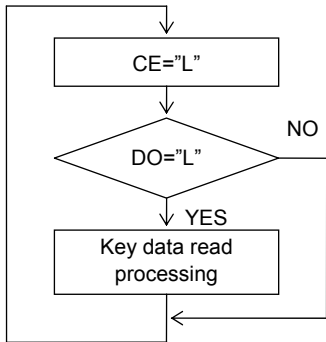 CE=”L”
NO
DO=”L”
YES
Key data read
processing